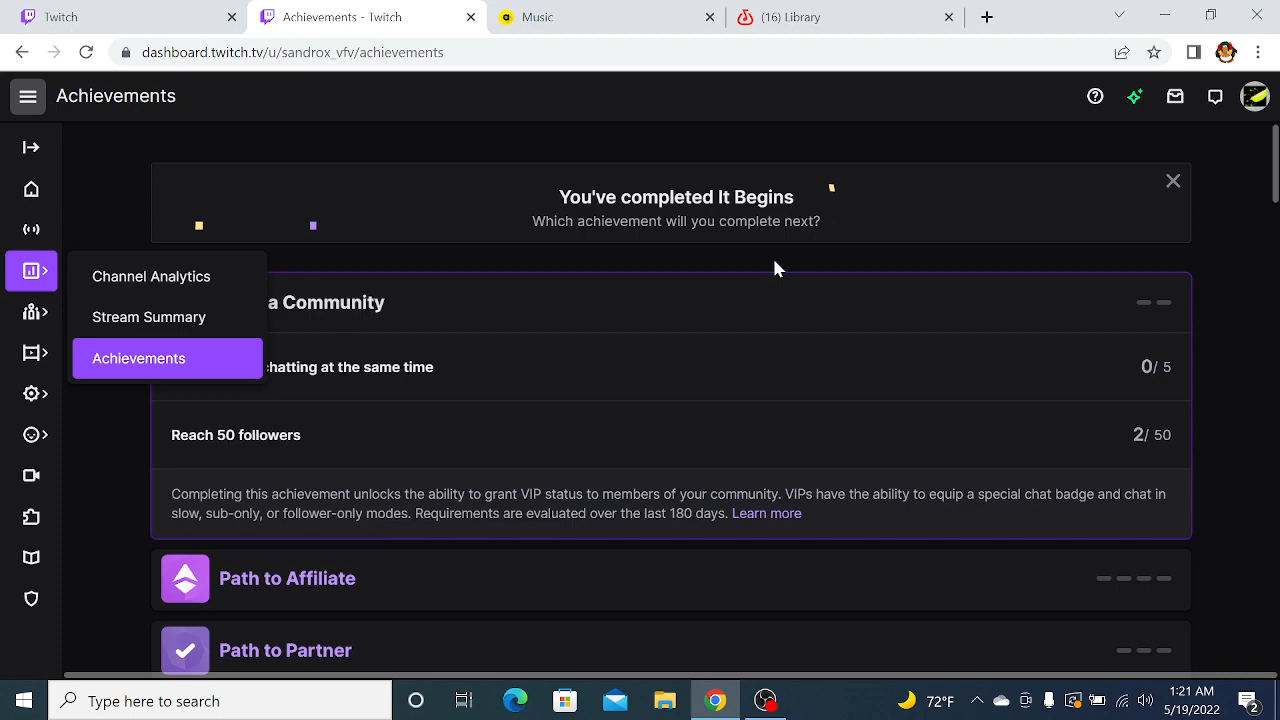 Twitch
Achievements - Twitch
Music
(16) Library
dashboard.twitch.tv/u/sandrox_vfv/achievements
Achievements
You've completed It Begins
Which achievement will you complete next?
Channel Analytics
Stream Summary
Achievements
a Community
hatting at the same time
0/ 5
Reach 50 followers
2/ 50
Completing this achievement unlocks the ability to grant VIP status to members of your community. VIPs have the ability to equip a special chat badge and chat in
slow, sub-only, or follower-only modes. Requirements are evaluated over the last 180 days. Learn more
Path to Affiliate
Path to Partner
Type here to search
72°F
1:21 AM
5/19/2022
2